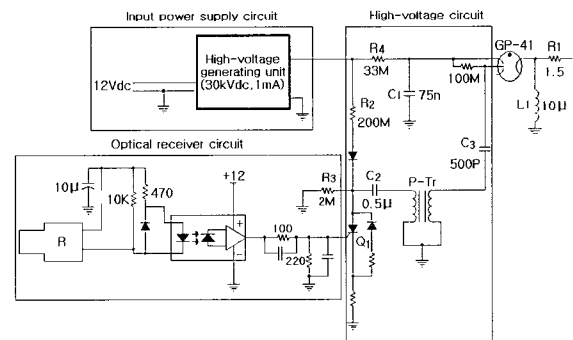 Input power supply circuit
High-voltage circuit
High-voltage
generating unit
(30kVdc, 1mA)
12Vdc
R4
33M
GP-41
R1
1.5
100M
C1
75n
L1
10μ
R2
200M
C3
500P
Optical receiver circuit
10μ
10K
470
+12
R3
2M
C2
0.5μ
P-Tr
R
+
-
100
220
Q1